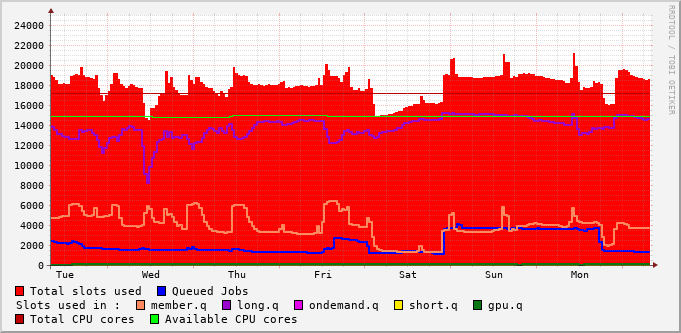 24000
22000
20000
18000
16000
14000
12000
10000
8000
6000
4000
2000
0
Tue Wed Thu Fri Sat Sun Mon
RRDTOOL / TOBI OETIKER
Total slots used Queued Jobs
Slots used in : member.q long.q ondemand.q short.q gpu.q
Total CPU cores Available CPU cores